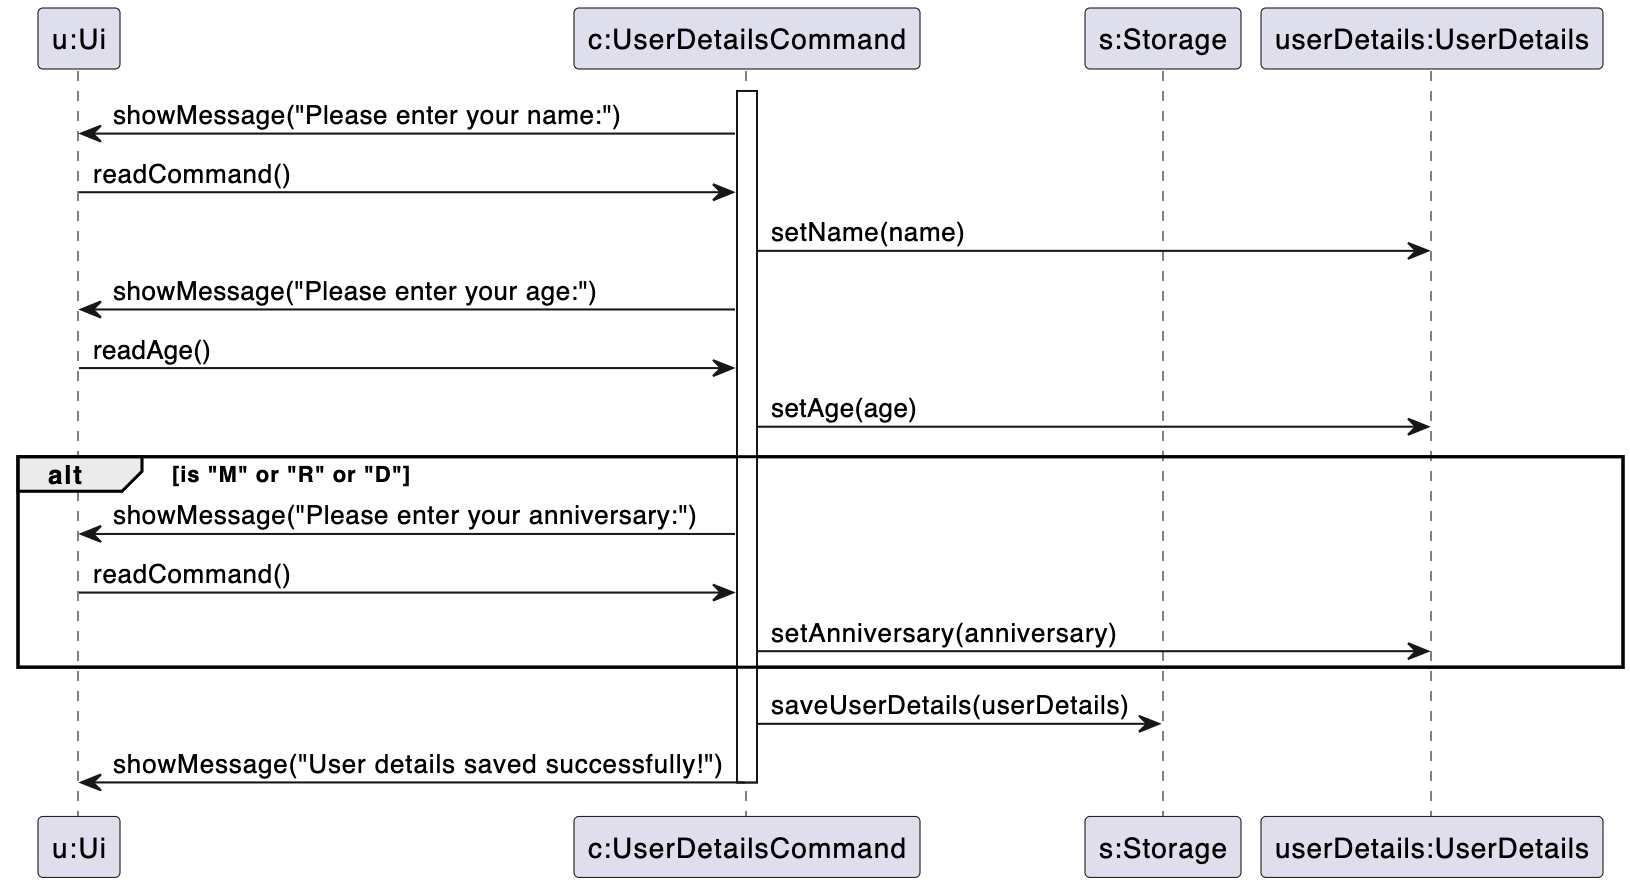 u:Ui
c:UserDetailsCommand
s:Storage
userDetails:UserDetails
showMessage("Please enter your name:")
readCommand()
setName(name)
showMessage("Please enter your age:")
readAge()
setAge(age)
alt
[is "M" or "R" or "D"]
showMessage("Please enter your anniversary:")
readCommand()
setAnniversary(anniversary)
saveUserDetails(userDetails)
showMessage("User details saved successfully!")
u:Ui
c:UserDetailsCommand
s:Storage
userDetails:UserDetails